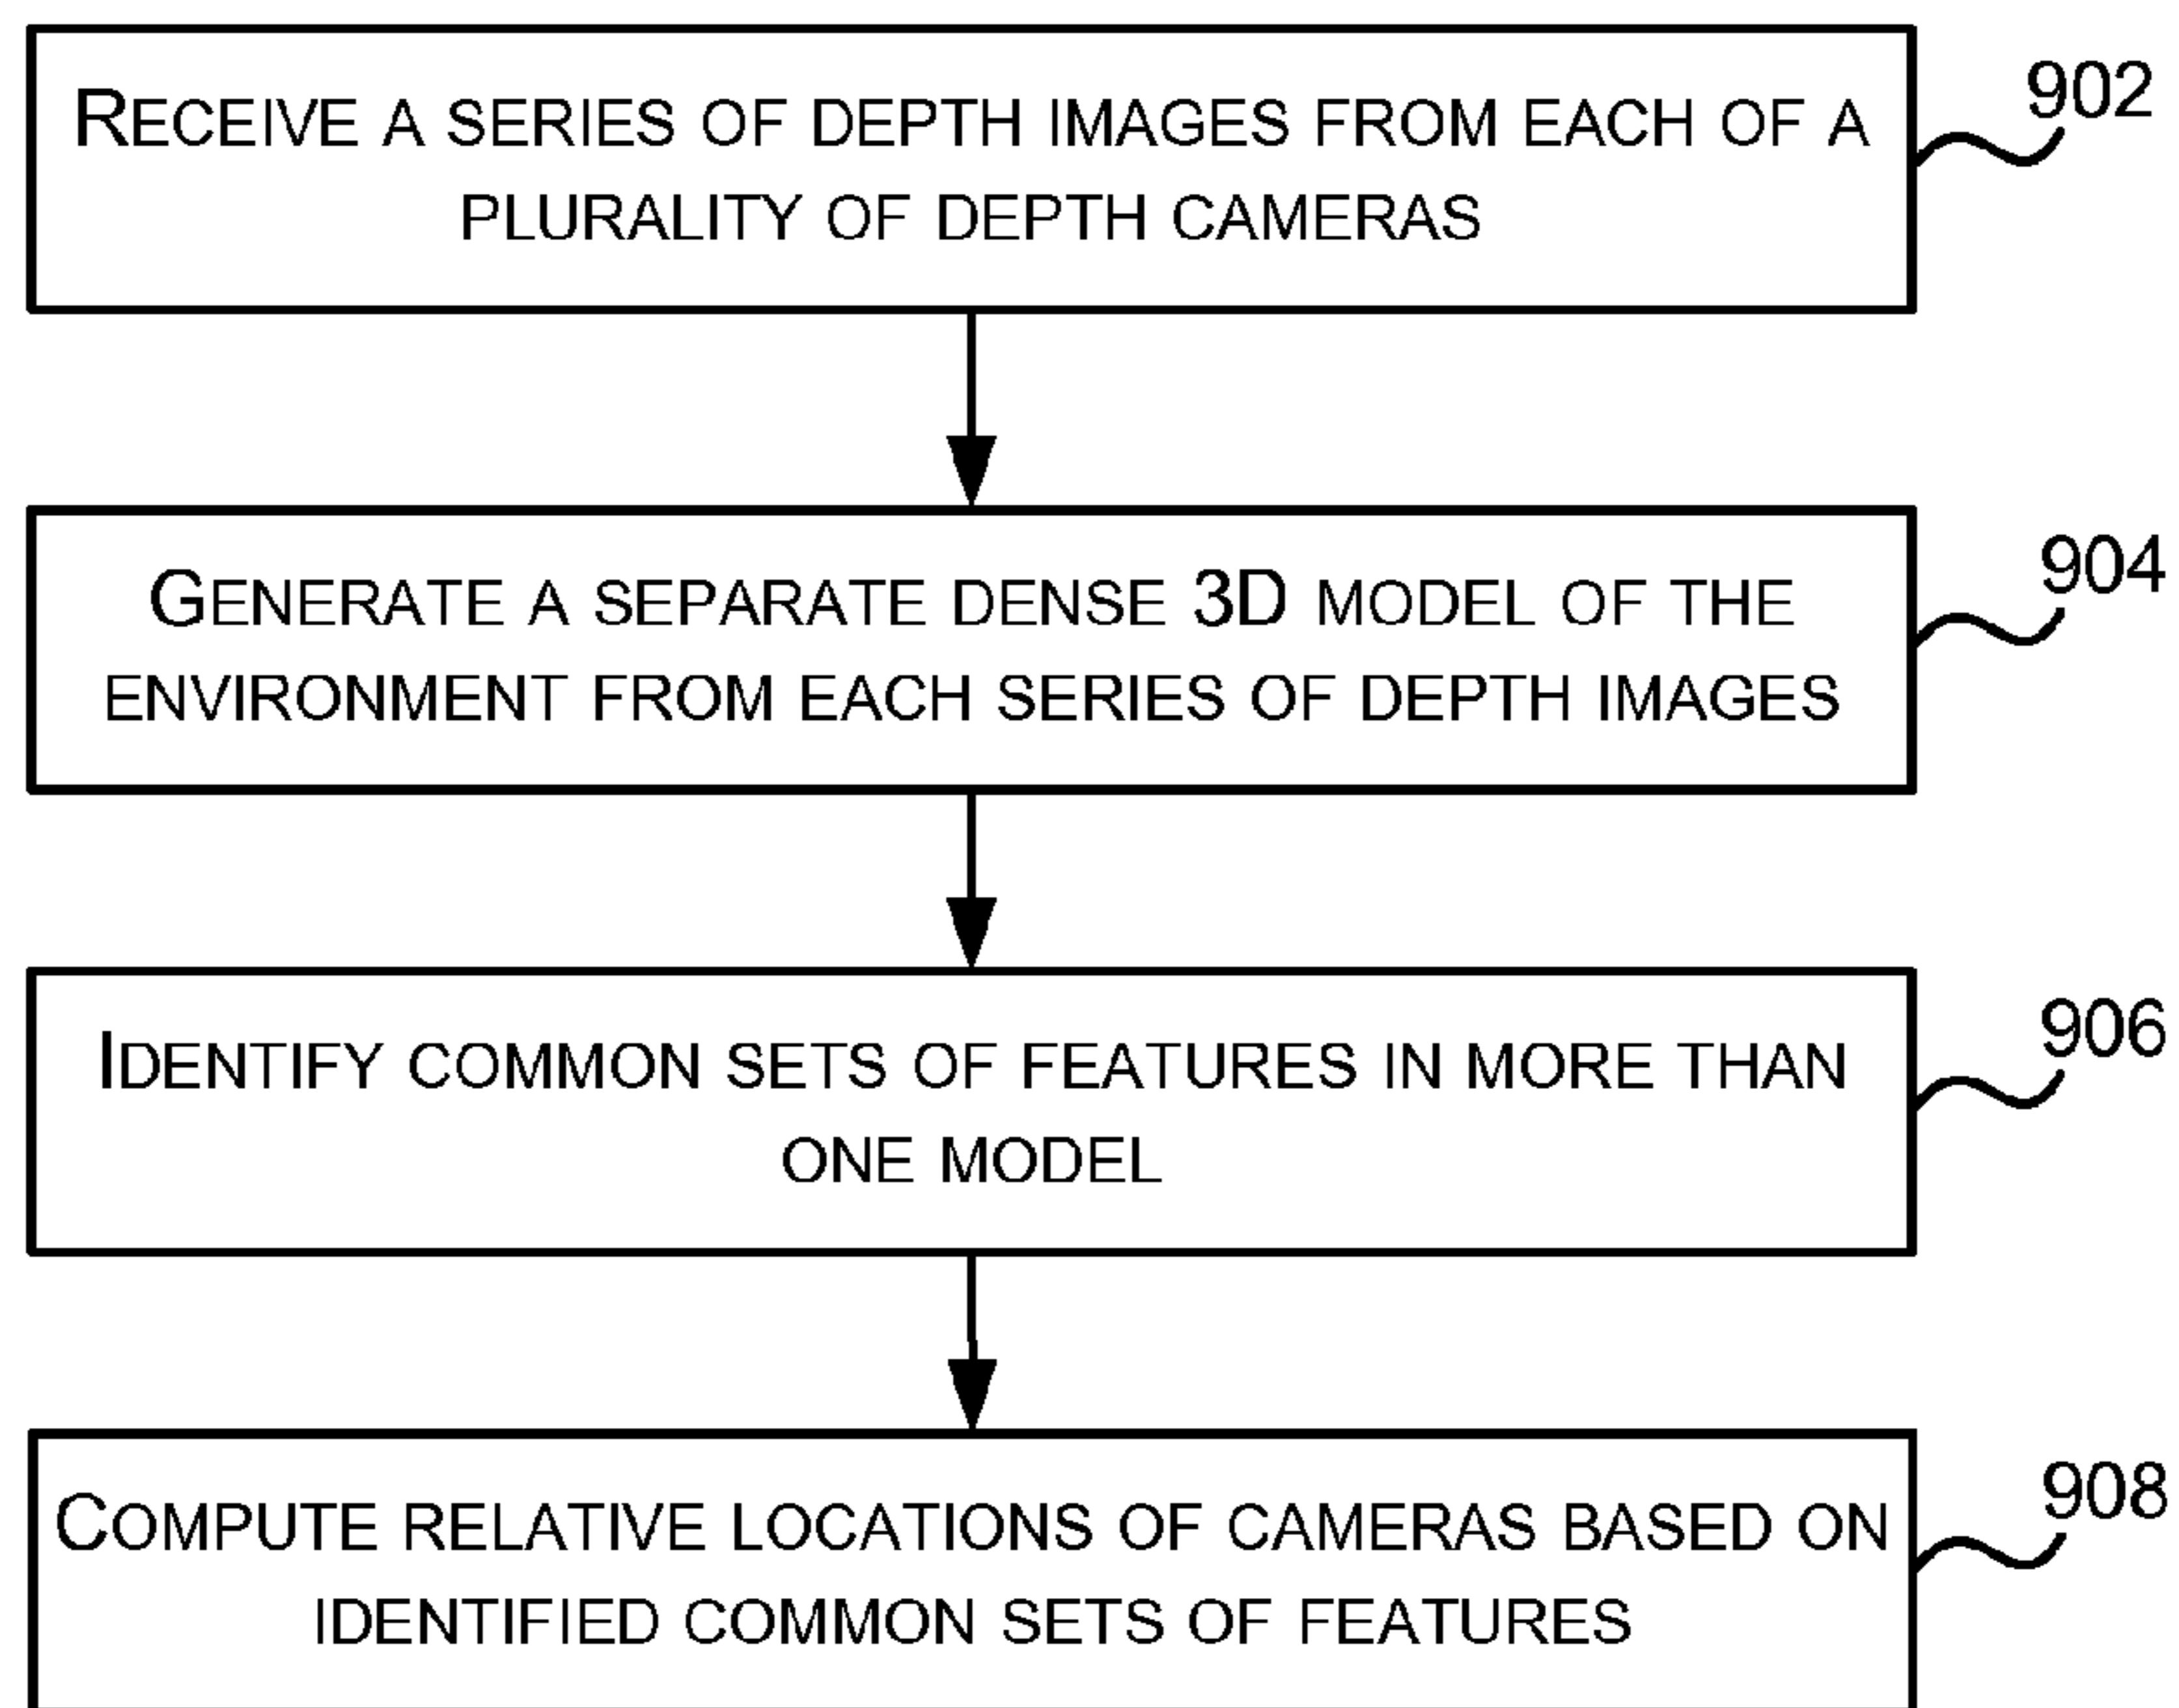 RECEIVE A SERIES OF DEPTH IMAGES FROM EACH OF A
PLURALITY OF DEPTH CAMERAS
902
GENERATE A SEPARATE DENSE 3D MODEL OF THE
ENVIRONMENT FROM EACH SERIES OF DEPTH IMAGES
904
IDENTIFY COMMON SETS OF FEATURES IN MORE THAN
ONE MODEL
906
COMPUTE RELATIVE LOCATIONS OF CAMERAS BASED ON
IDENTIFIED COMMON SETS OF FEATURES
908